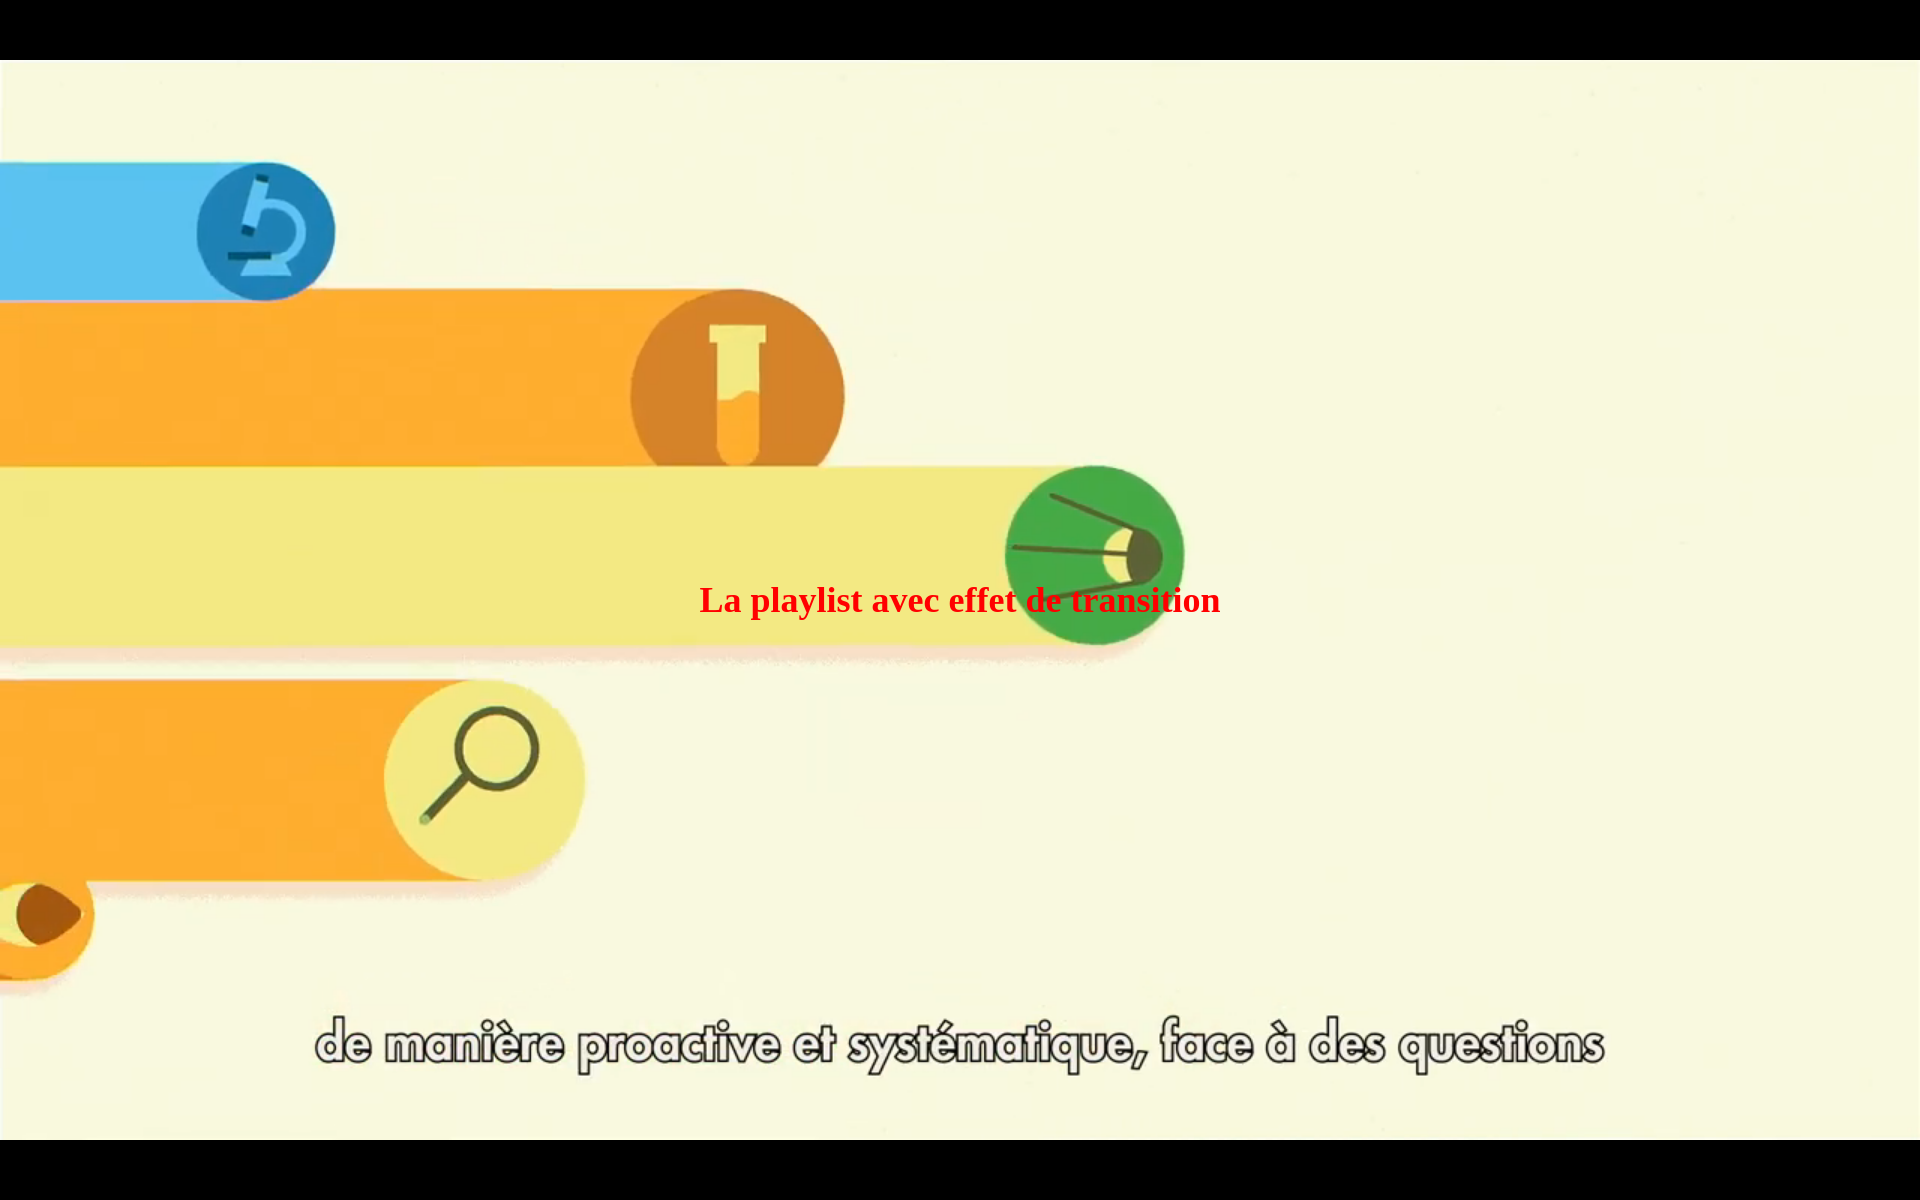 La playlist avec effet de transition
de manière proactive et systématique, face à des questions